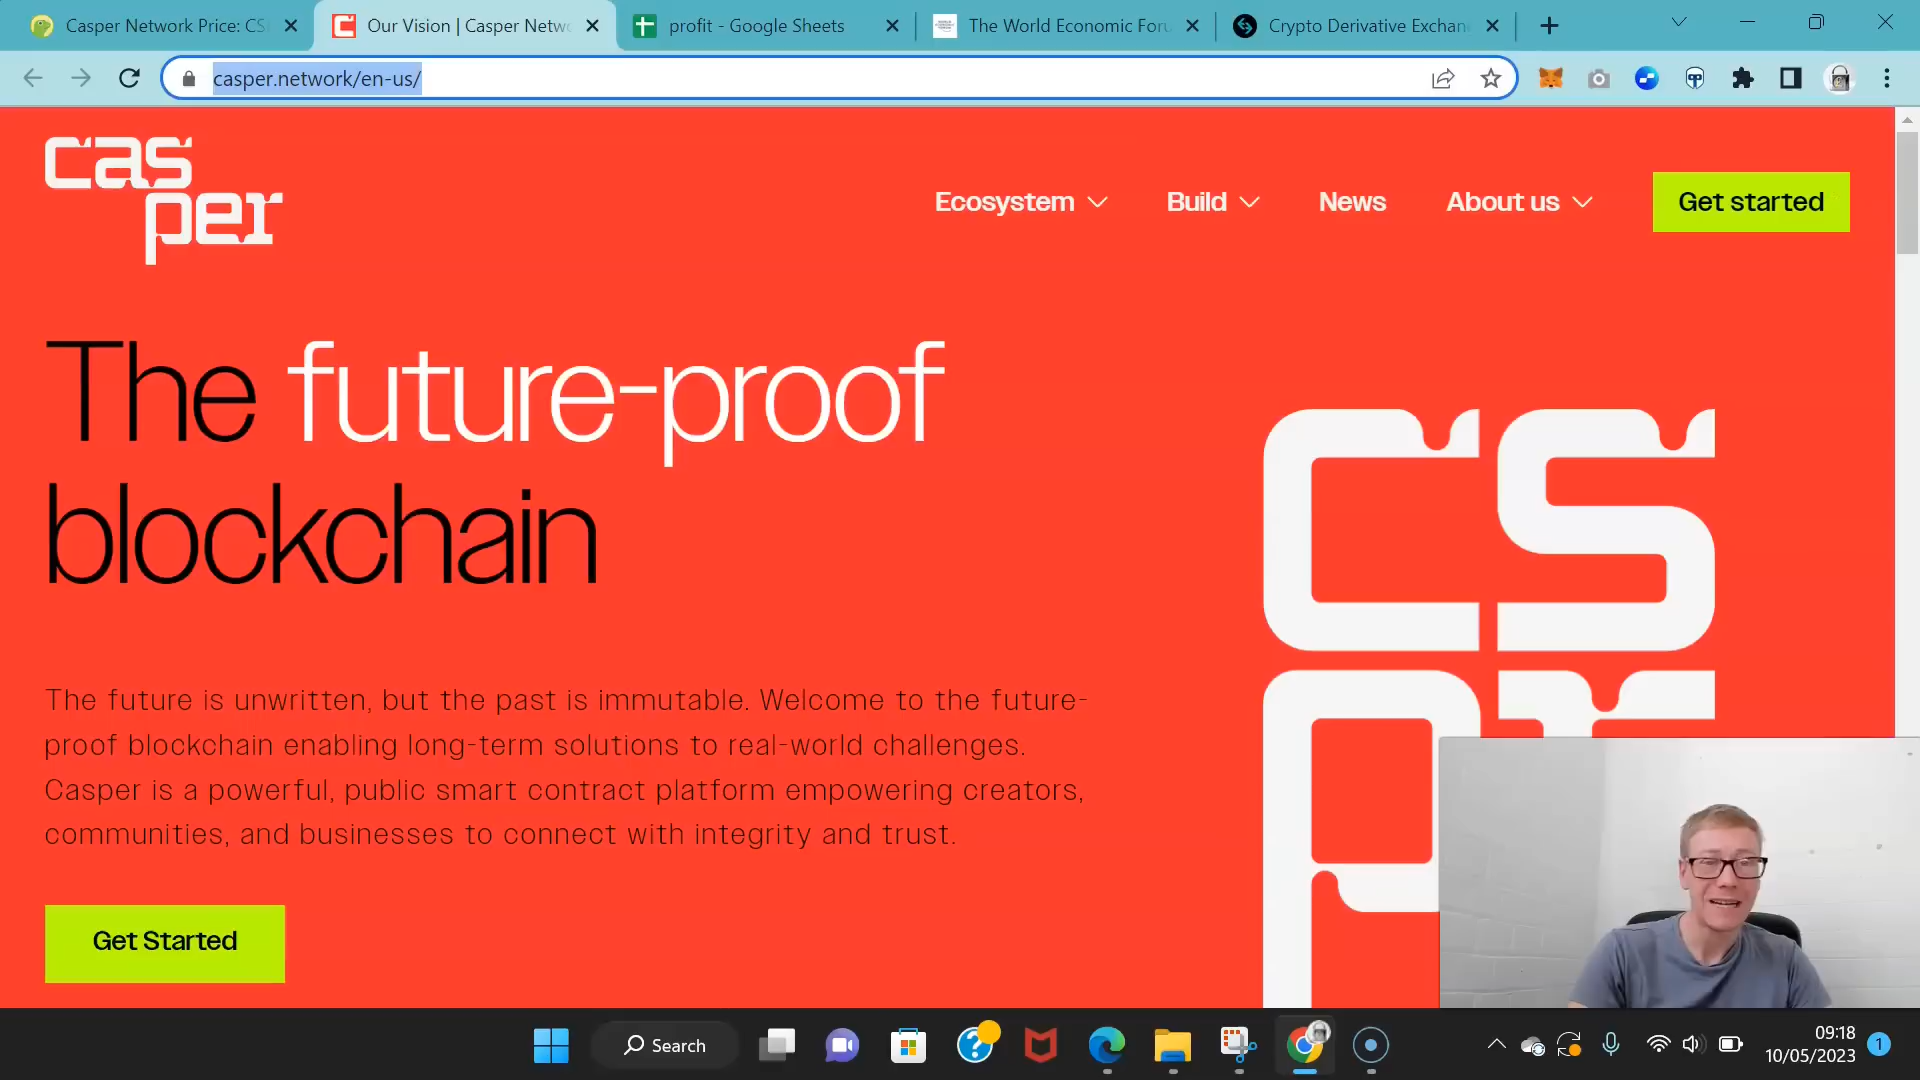 Casper Network Price: CS
Our Vision | Casper Netw
profit - Google Sheets
The World Economic For
Crypto Derivative Exchan
casper.network/en-us/
cas
per
Ecosystem
Build
News
About us
Get started
The future-proof
blockchain
The future is unwritten, but the past is immutable. Welcome to the future-
proof blockchain enabling long-term solutions to real-world challenges.
Casper is a powerful, public smart contract platform empowering creators,
communities, and businesses to connect with integrity and trust.
Get Started
cs
pr
Search
09:18
10/05/2023
1